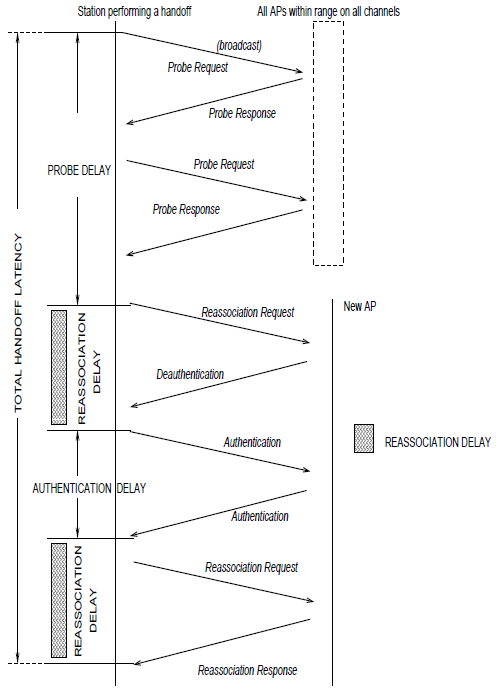 Station performing a handoff
All APs within range on all channels
(broadcast)
Probe Request
Probe Response
PROBE DELAY
Probe Request
Probe Response
TOTAL HANDOFF LATENCY
New AP
Reassociation Request
REASSOCIATION
DELAY
Deauthentication
REASSOCIATION DELAY
Authentication
AUTHENTICATION DELAY
Authentication
Reassociation Request
REASSOCIATION
DELAY
Reassociation Response